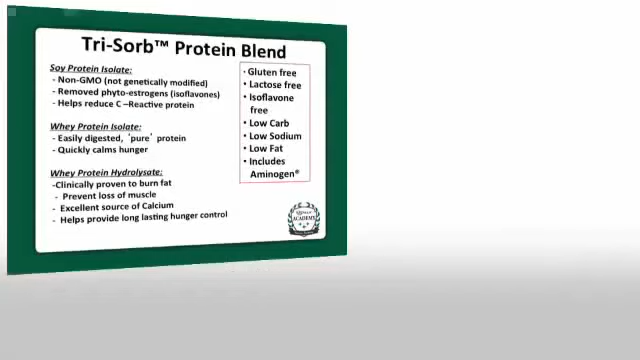 Tri-Sorb™ Protein Blend
Soy Protein Isolate:
- Non-GMO (not genetically modified)
- Removed phyto-estrogens (isoflavones)
- Helps reduce C –Reactive protein
Whey Protein Isolate:
- Easily digested, 'pure' protein
- Quickly calms hunger
Whey Protein Hydrolysate:
-Clinically proven to burn fat
- Prevent loss of muscle
- Excellent source of Calcium
- Helps provide long lasting hunger control
• Gluten free
• Lactose free
• Isoflavone
free
• Low Carb
• Low Sodium
• Low Fat
• Includes
Aminogen®
ACADEMY